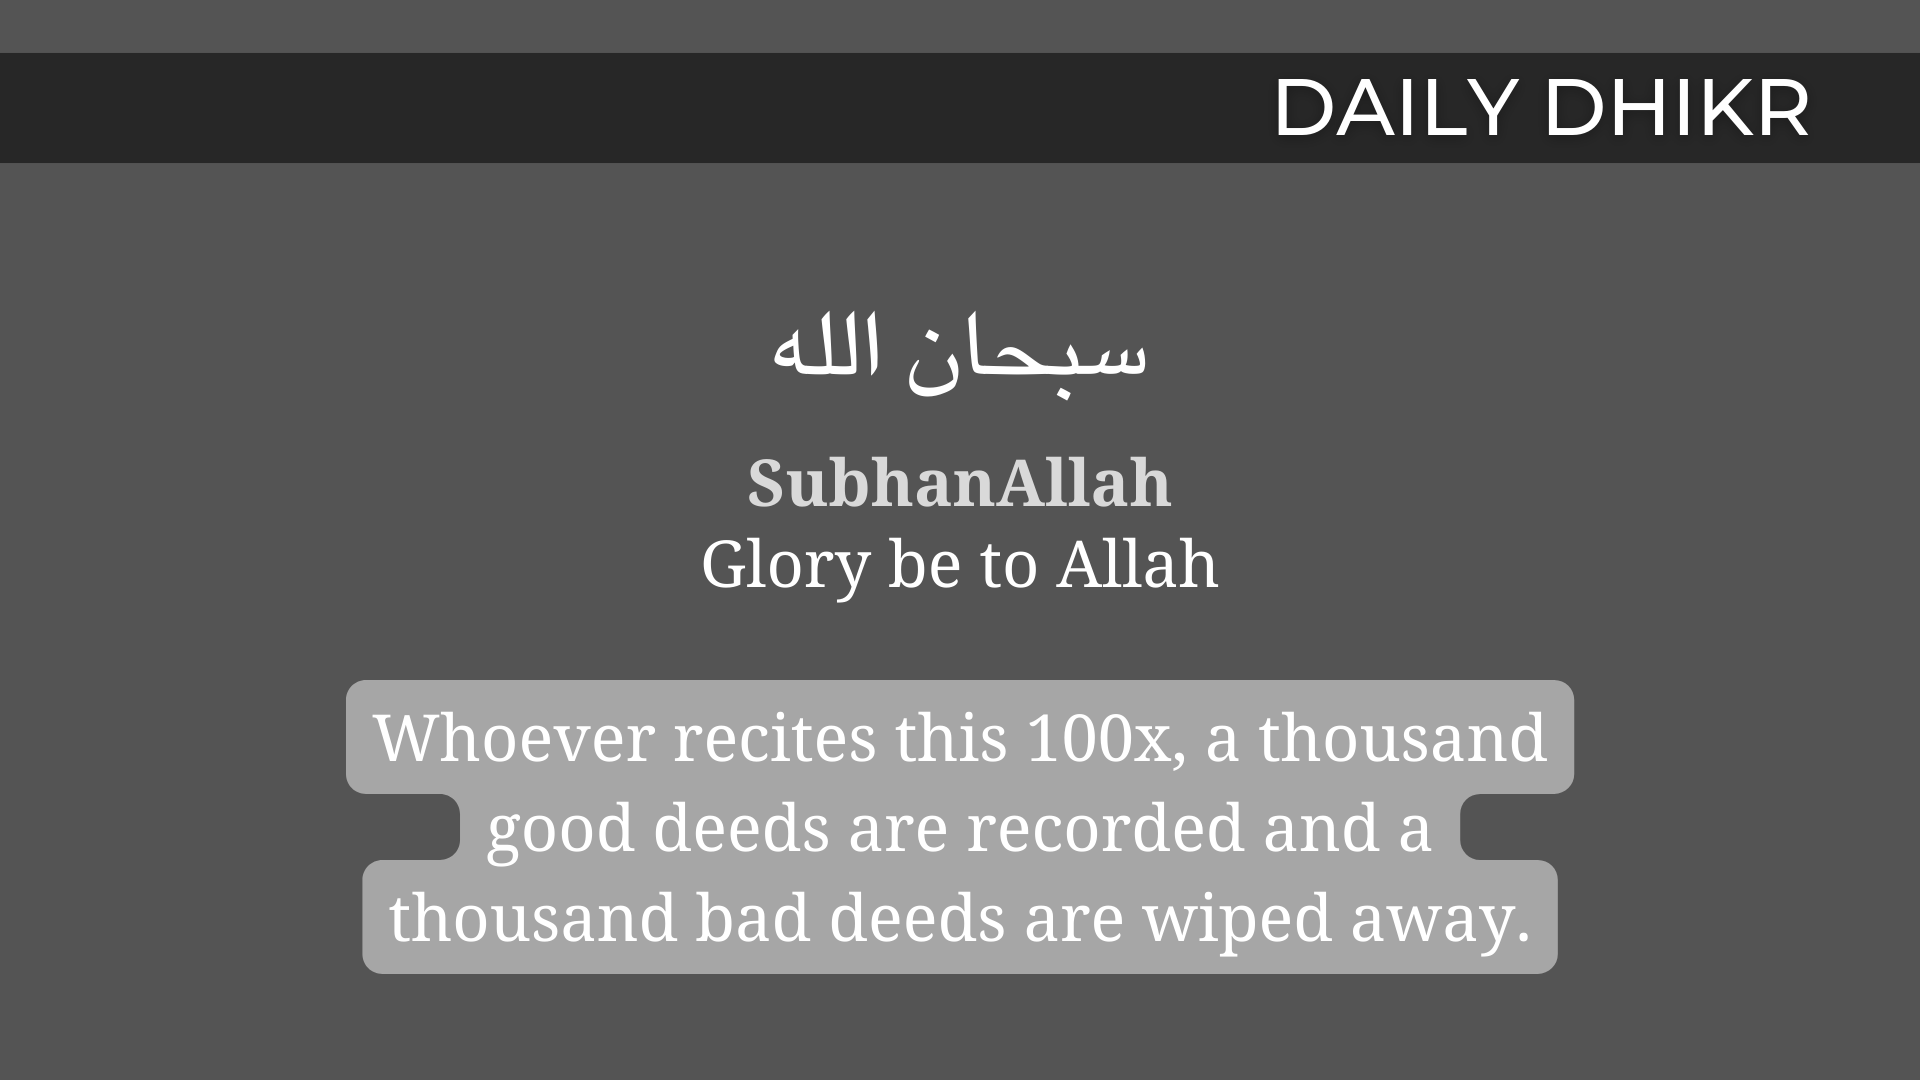 DAILY DHIKR
سبحان الله
SubhanAllah
Glory be to Allah
Whoever recites this 100x, a thousand
good deeds are recorded and a
thousand bad deeds are wiped away.